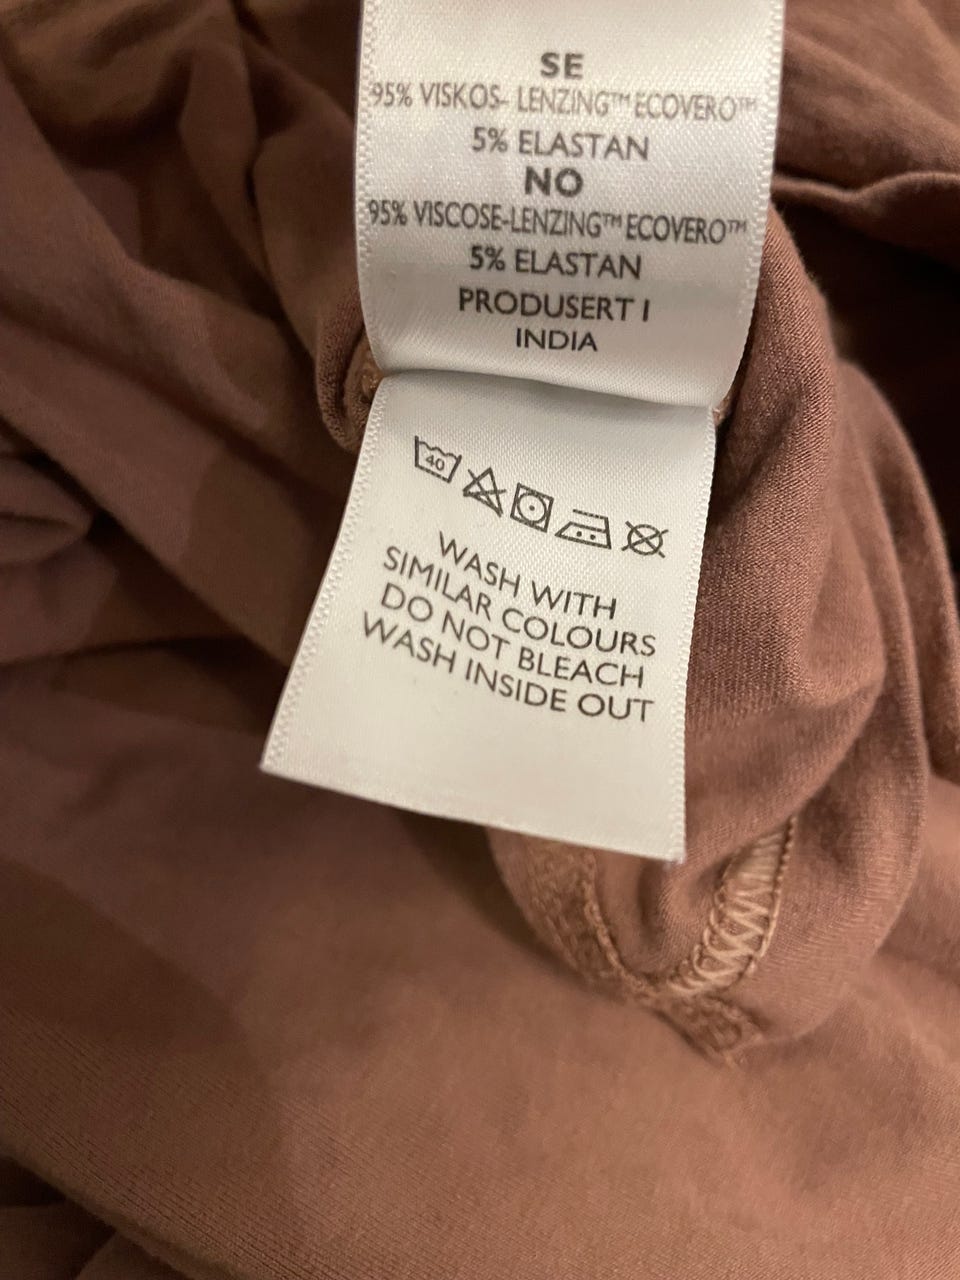 SE
95% VISKOS- LENZING™ ECOVERO™
5% ELASTAN
NO
95% VISCOSE-LENZING™ ECOVERO™
5% ELASTAN
PRODUSERT I
INDIA
40
WASH WITH
SIMILAR COLOURS
DO NOT BLEACH
WASH INSIDE OUT